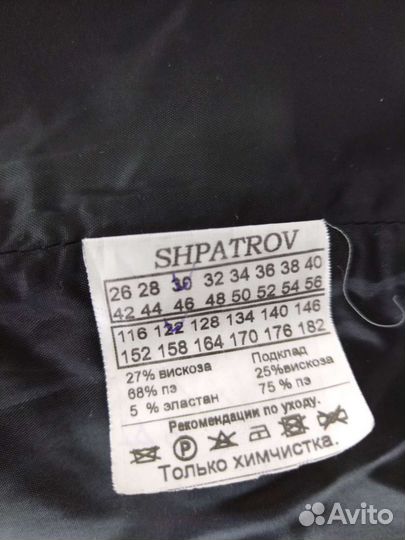 SHPATROV
26 28 30 32 34 36 38 40
42 44 46 48 50 52 54 56
116 122 128 134 140 146
152 158 164 170 176 182
27% вискоза Подклад
68% пэ 25%вискоза
5 % эластан 75 % пэ
Рекомендации по уходу.
P
Только химчистка.
Avito